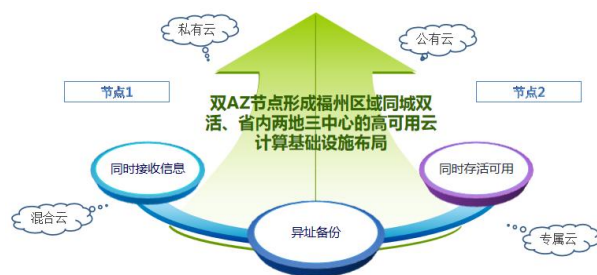 私有云
公有云
节点1
节点2
双AZ节点形成福州区域同城双
活、省内两地三中心的高可用云
计算基础设施布局
同时接收信息
同时存活可用
混合云
异址备份
专属云